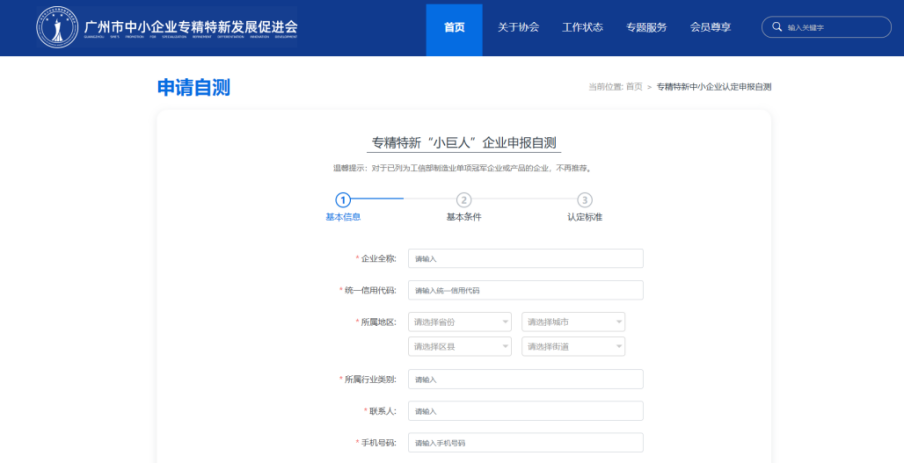 广州市中小企业专精特新发展促进会
首页 关于协会 工作状态 专题服务 会员尊享 输入关键字
申请自测 当前位置: 首页 > 专精特新中小企业认定申报自测
专精特新“小巨人”企业申报自测
温馨提示：对于已列为工信部制造业单项冠军企业或产品的企业，不再推荐。
1 2 3
基本信息 基本条件 认定标准
* 企业全称: 请输入
* 统一信用代码: 请输入统一信用代码
* 所属地区: 请选择省份 请选择城市
请选择区县 请选择街道
* 所属行业类别: 请输入
* 联系人: 请输入
* 手机号码: 请输入手机号码